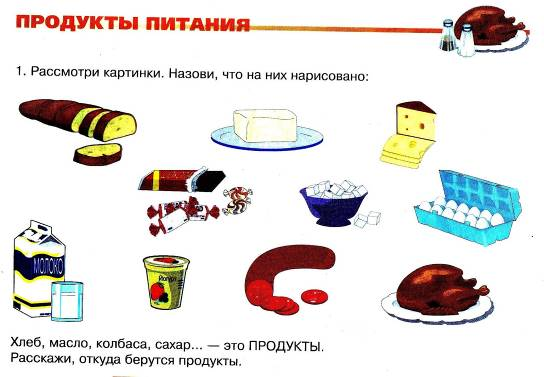 ПРОДУКТЫ ПИТАНИЯ
1. Рассмотри картинки. Назови, что на них нарисовано:
МОЛОКО
Йогурт
Хлеб, масло, колбаса, сахар... — это ПРОДУКТЫ.
Расскажи, откуда берутся продукты.